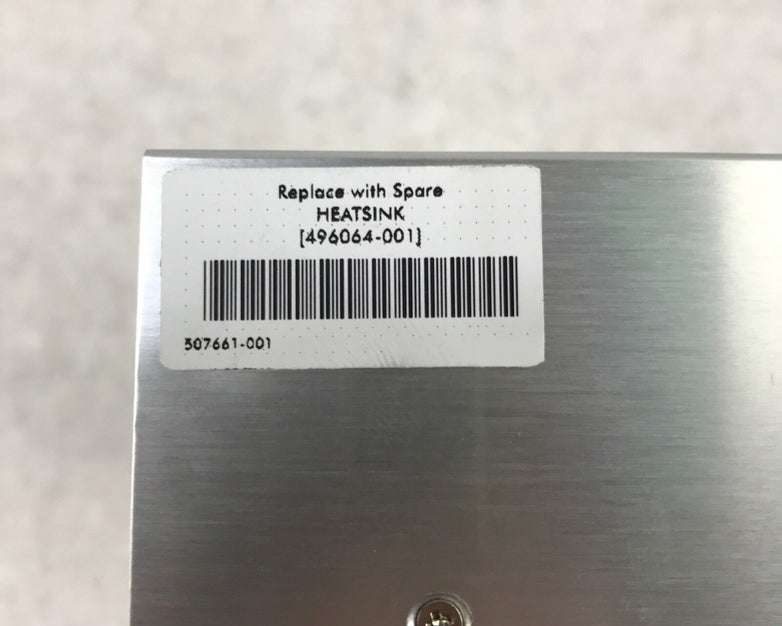 Replace with Spare
HEATSINK
[496064-001]
507661-001